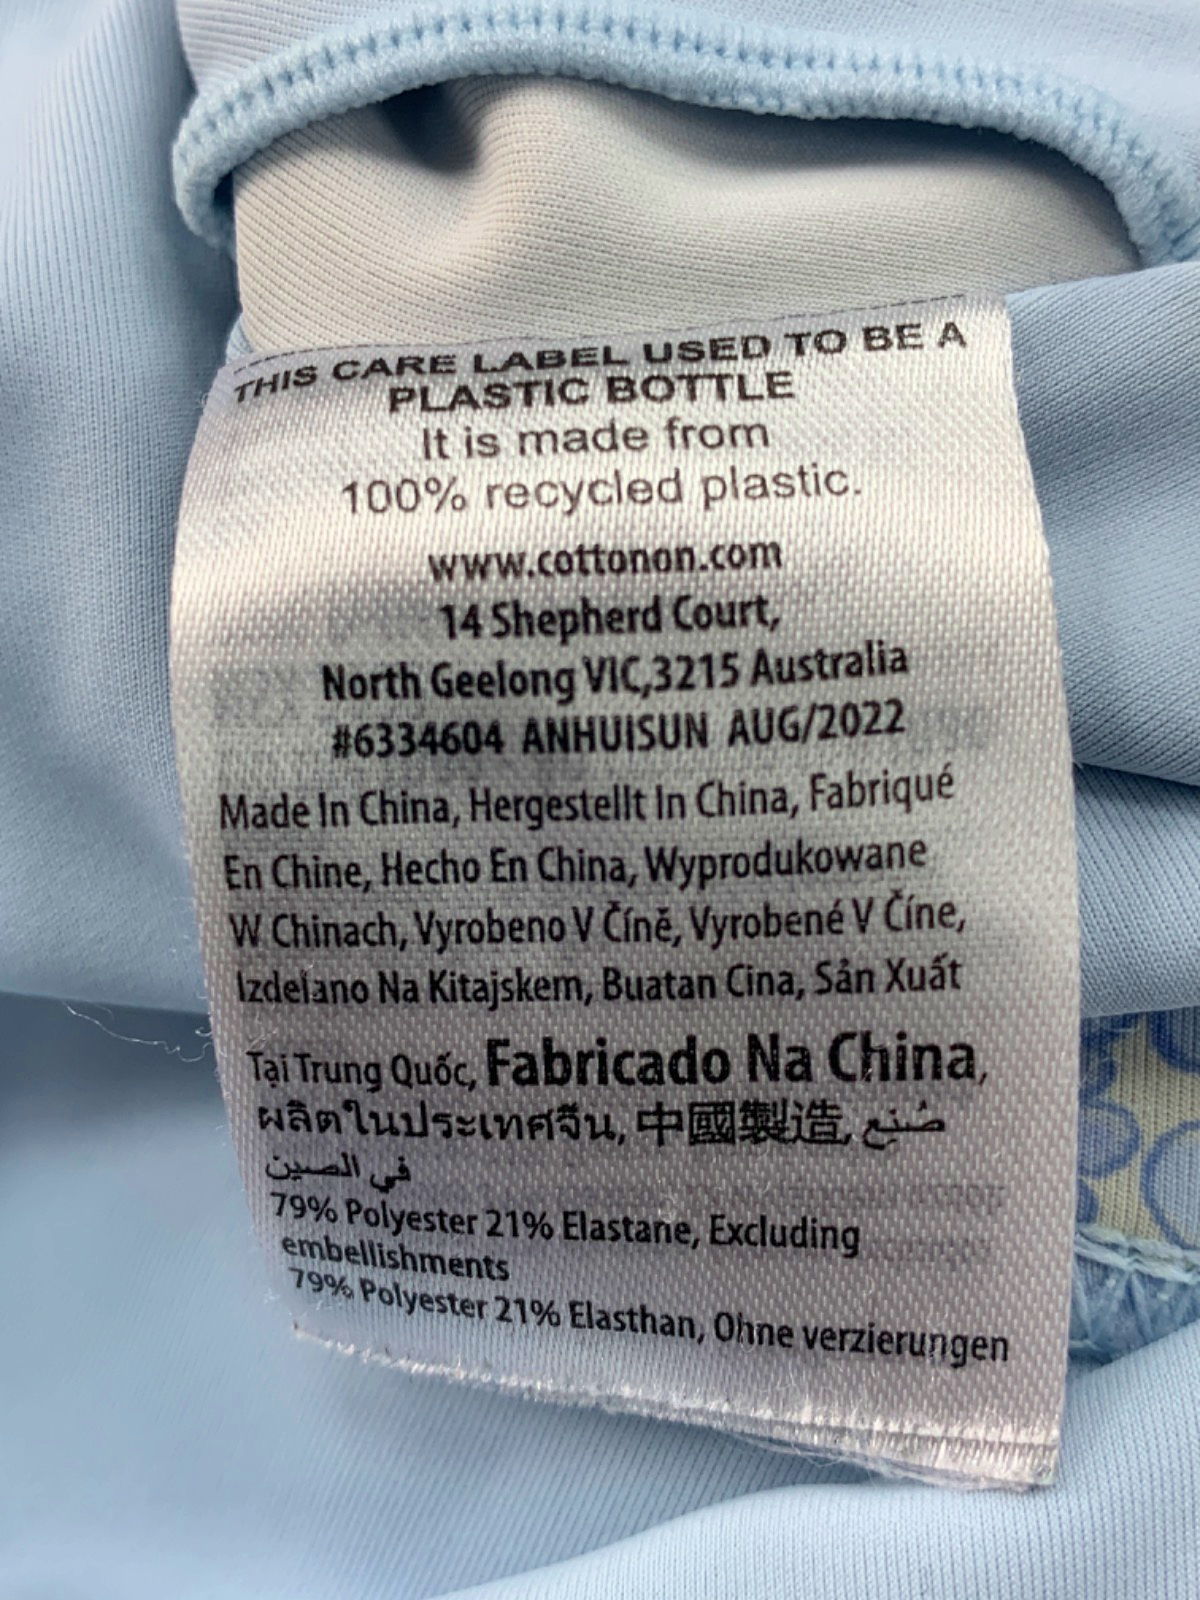 THIS CARE LABEL USED TO BE A
PLASTIC BOTTLE
It is made from
100% recycled plastic.
www.cottonon.com
14 Shepherd Court,
North Geelong VIC,3215 Australia
#6334604 ANHUISUN AUG/2022
Made In China, Hergestellt In China, Fabriqué
En Chine, Hecho En China, Wyprodukowane
W Chinach, Vyrobeno V Číně, Vyrobené V Číne,
Izdelano Na Kitajskem, Buatan Cina, Sản Xuất
Tại Trung Quốc, Fabricado Na China,
ผลิตในประเทศจีน, 中國製造, صُنع
في الصين
79% Polyester 21% Elastane, Excluding
embellishments
79% Polyester 21% Elasthan, Ohne verzierungen